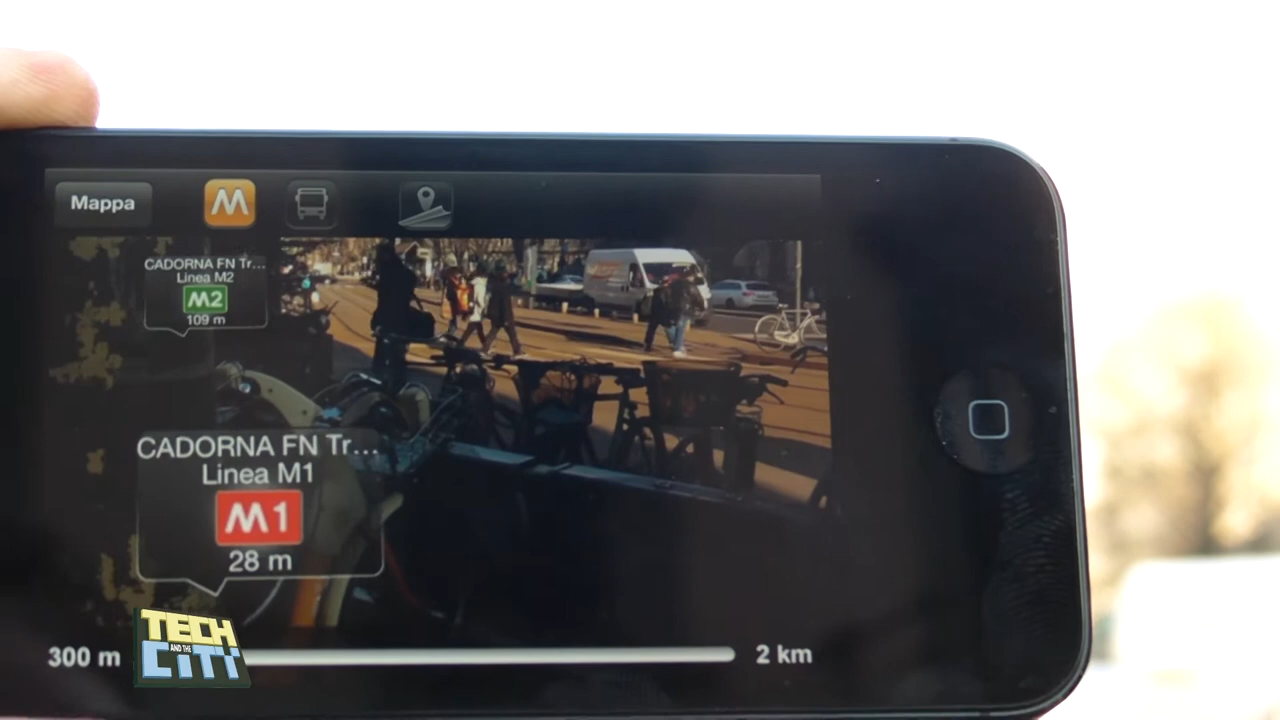 Mappa
M
CADORNA FN Tr...
Linea M2
M2
109 m
CADORNA FN Tr...
Linea M1
M1
28 m
300 m
2 km
TECH
AND THE
CITY